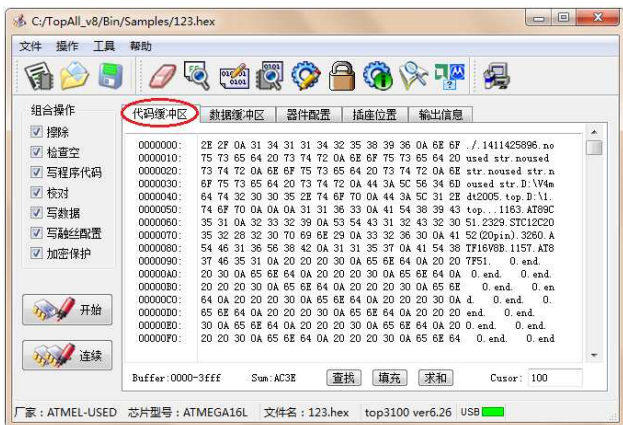 C:/TopAll_v8/Bin/Samples/123.hex
文件 操作 工具 帮助
组合操作
擦除
检查空
写程序代码
校对
写数据
写融丝配置
加密保护
开始
连续
代码缓冲区 数据缓冲区 器件配置 插座位置 输出信息
0000000: 2E 2F 0A 31 34 31 31 34 32 35 38 39 36 0A 6E 6F ./.1411425896.no
0000010: 75 73 65 64 20 73 74 72 0A 6E 6F 75 73 65 64 20 used str.noused
0000020: 73 74 72 0A 6E 6F 75 73 65 64 20 73 74 72 0A 6E str.noused str.n
0000030: 6F 75 73 65 64 20 73 74 72 0A 44 3A 5C 56 34 6D oused str.D:\V4m
0000040: 64 74 32 30 30 35 2E 74 6F 70 0A 44 3A 5C 31 2E dt2005.top.D:\1.
0000050: 74 6F 70 0A 0A 0A 31 31 36 33 0A 41 54 38 39 43 top...1163.AT89C
0000060: 35 31 0A 32 33 32 39 0A 53 54 43 31 32 43 32 30 51.2329.STC12C20
0000070: 35 32 28 32 30 70 69 6E 29 0A 33 32 36 30 0A 41 52(20pin).3260.A
0000080: 54 46 31 36 56 38 42 0A 31 31 35 37 0A 41 54 38 TF16V8B.1157.AT8
0000090: 37 46 35 31 0A 20 20 20 30 0A 65 6E 64 0A 20 20 7F51. 0.end.
00000A0: 20 30 0A 65 6E 64 0A 20 20 20 30 0A 65 6E 64 0A 0.end. 0.end.
00000B0: 20 20 20 30 0A 65 6E 64 0A 20 20 20 30 0A 65 6E 0.end. 0.en
00000C0: 64 0A 20 20 20 30 0A 65 6E 64 0A 20 20 20 30 0A d. 0.end. 0.
00000D0: 65 6E 64 0A 20 20 20 30 0A 65 6E 64 0A 20 20 20 end. 0.end.
00000E0: 30 0A 65 6E 64 0A 20 20 20 30 0A 65 6E 64 0A 20 0.end. 0.end.
00000F0: 20 20 30 0A 65 6E 64 0A 20 20 20 30 0A 65 6E 64 0.end. 0.end
Buffer:0000-3fff Sum:AC3E 查找 填充 求和 Cusor: 100
厂家：ATMEL-USED 芯片型号：ATMEGA16L 文件名：123.hex top3100 ver6.26 USB